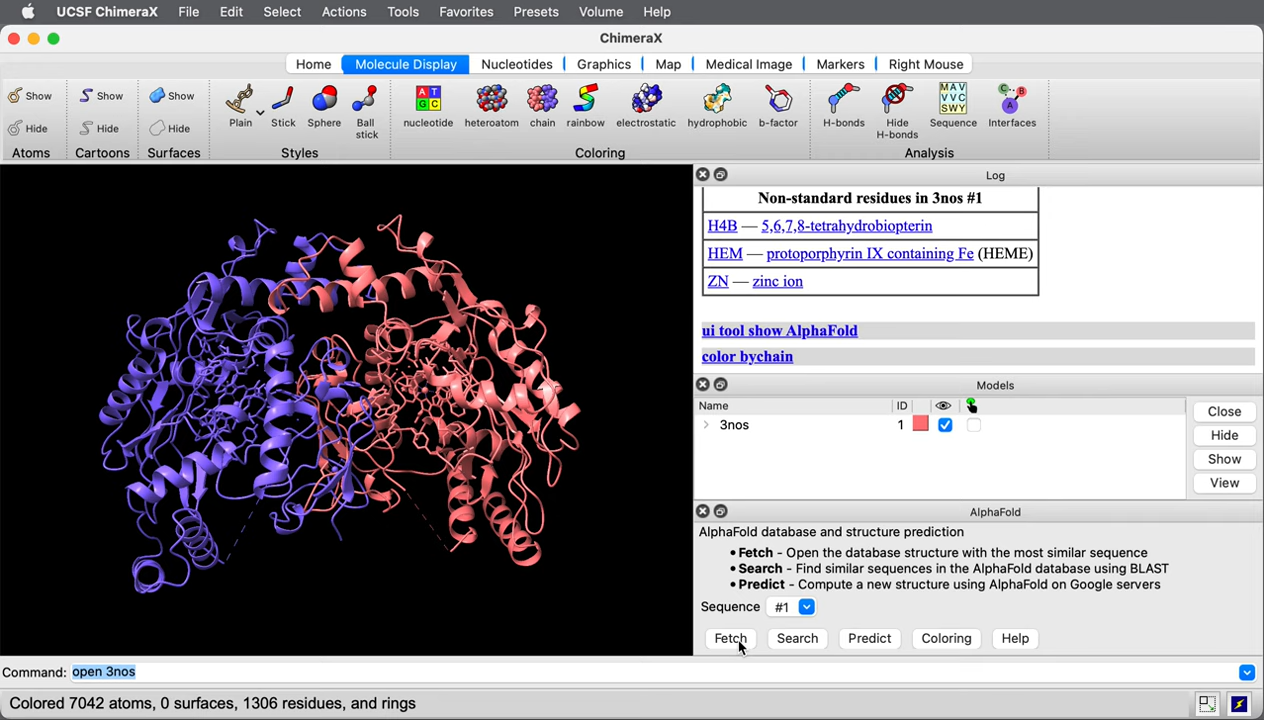 UCSF ChimeraX File Edit Select Actions Tools Favorites Presets Volume Help
ChimeraX
Home Molecule Display Nucleotides Graphics Map Medical Image Markers Right Mouse
Show Show Show
Hide Hide Hide
Atoms Cartoons Surfaces
Plain Stick Sphere Ball stick
Styles
A T G C
nucleotide heteroatom chain rainbow electrostatic hydrophobic b-factor
Coloring
M A V
V V C
S W Y
C B
A
H-bonds Hide H-bonds Sequence Interfaces
Analysis
Log
Non-standard residues in 3nos #1
H4B — 5,6,7,8-tetrahydrobiopterin
HEM — protoporphyrin IX containing Fe (HEME)
ZN — zinc ion
ui tool show AlphaFold
color bychain
Models
Name ID
3nos 1
Close
Hide
Show
View
AlphaFold
AlphaFold database and structure prediction
• Fetch - Open the database structure with the most similar sequence
• Search - Find similar sequences in the AlphaFold database using BLAST
• Predict - Compute a new structure using AlphaFold on Google servers
Sequence #1
Fetch Search Predict Coloring Help
Command: open 3nos
Colored 7042 atoms, 0 surfaces, 1306 residues, and rings